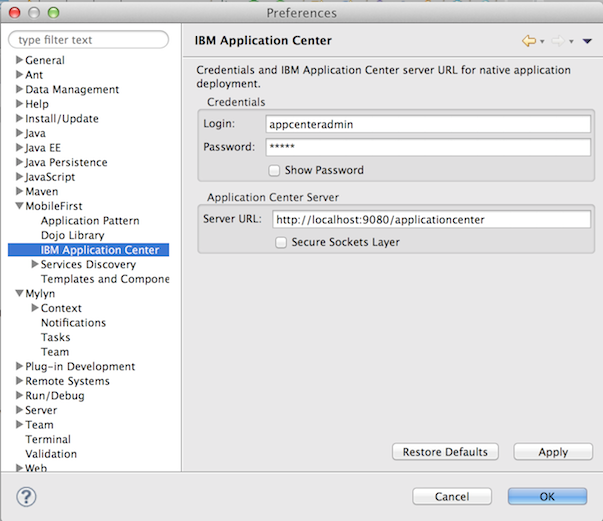 Preferences
type filter text
General
Ant
Data Management
Help
Install/Update
Java
Java EE
Java Persistence
JavaScript
Maven
MobileFirst
Application Pattern
Dojo Library
IBM Application Center
Services Discovery
Templates and Compone
Mylyn
Context
Notifications
Tasks
Team
Plug-in Development
Remote Systems
Run/Debug
Server
Team
Terminal
Validation
Web
IBM Application Center
Credentials and IBM Application Center server URL for native application
deployment.
Credentials
Login: appcenteradmin
Password: *****
Show Password
Application Center Server
Server URL: http://localhost:9080/applicationcenter
Secure Sockets Layer
Restore Defaults Apply
? Cancel OK